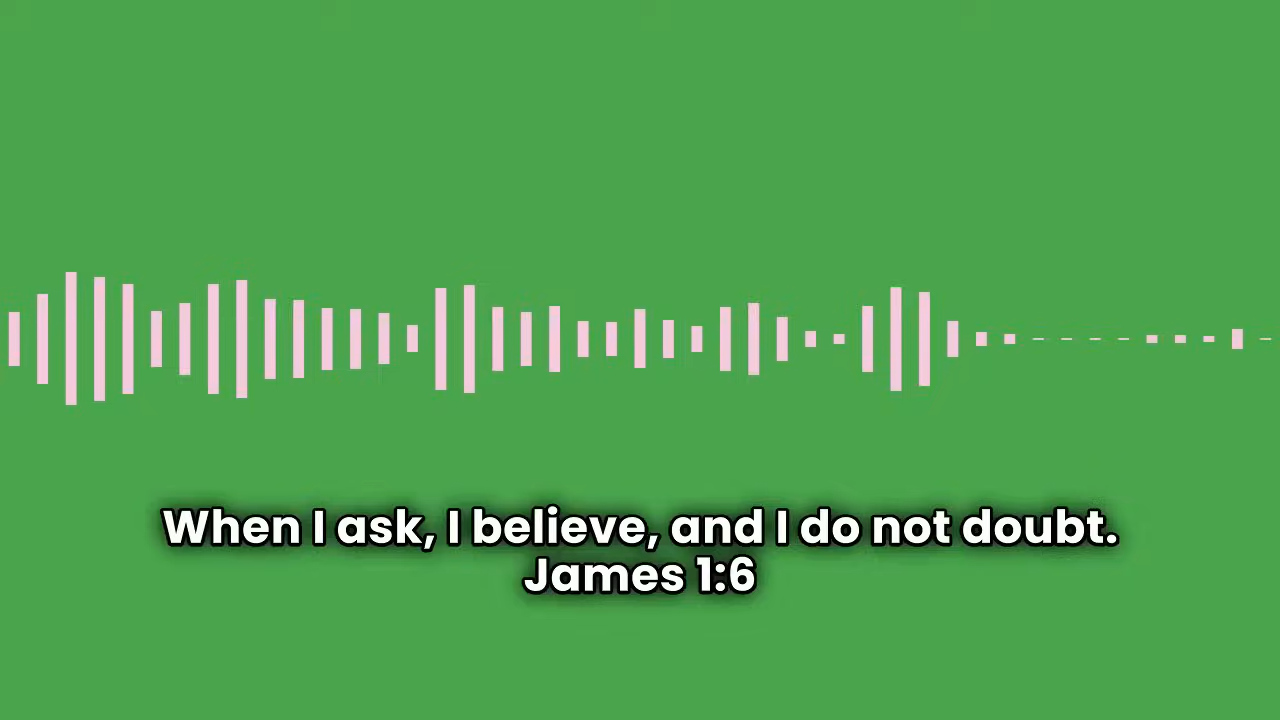 When I ask, I believe, and I do not doubt.
James 1:6